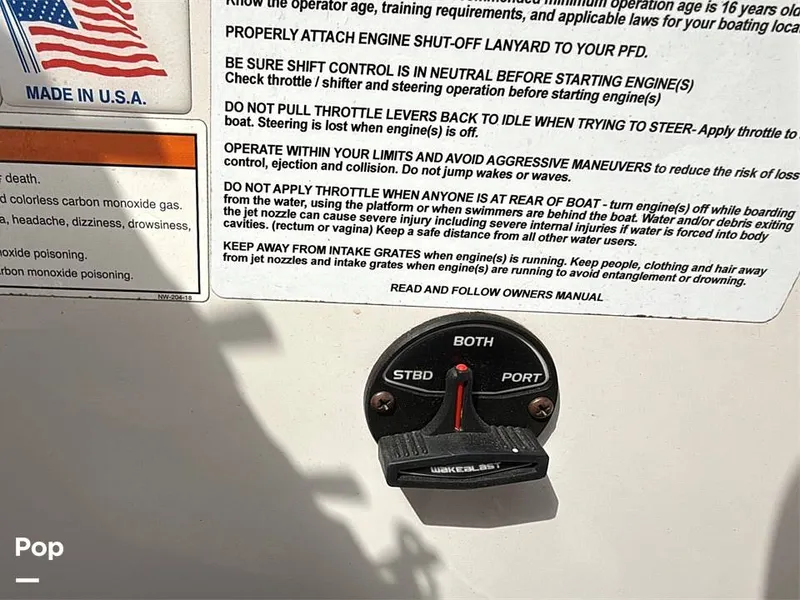 MADE IN U.S.A.
death.
d colorless carbon monoxide gas.
a, headache, dizziness, drowsiness,
oxide poisoning.
rbon monoxide poisoning.
NW-204-18
minimum operation age is 16 years old
Know the operator age, training requirements, and applicable laws for your boating loca
PROPERLY ATTACH ENGINE SHUT-OFF LANYARD TO YOUR PFD.
BE SURE SHIFT CONTROL IS IN NEUTRAL BEFORE STARTING ENGINE(S)
Check throttle / shifter and steering operation before starting engine(s)
DO NOT PULL THROTTLE LEVERS BACK TO IDLE WHEN TRYING TO STEER- Apply throttle to
boat. Steering is lost when engine(s) is off.
OPERATE WITHIN YOUR LIMITS AND AVOID AGGRESSIVE MANEUVERS to reduce the risk of loss
control, ejection and collision. Do not jump wakes or waves.
DO NOT APPLY THROTTLE WHEN ANYONE IS AT REAR OF BOAT - turn engine(s) off while boarding
from the water, using the platform or when swimmers are behind the boat. Water and/or debris exiting
the jet nozzle can cause severe injury including severe internal injuries if water is forced into body
cavities. (rectum or vagina) Keep a safe distance from all other water users.
KEEP AWAY FROM INTAKE GRATES when engine(s) is running. Keep people, clothing and hair away
from jet nozzles and intake grates when engine(s) are running to avoid entanglement or drowning.
READ AND FOLLOW OWNERS MANUAL
BOTH
STBD
PORT
WAKEBLAST
Pop